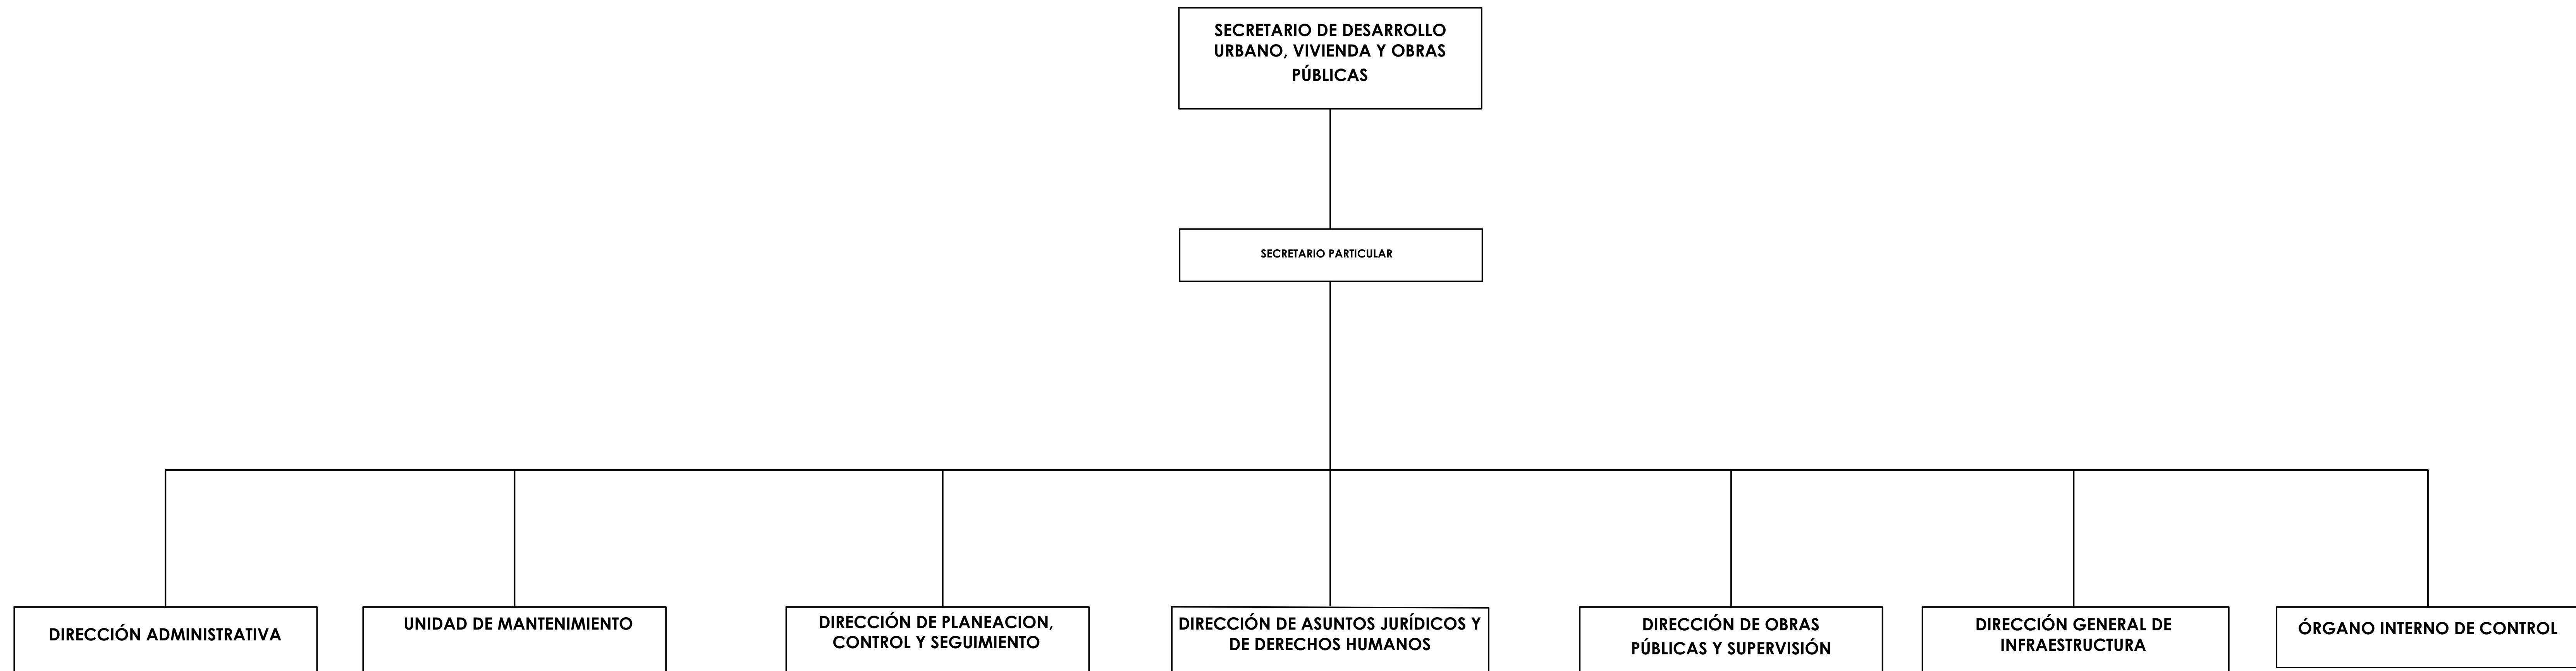 SECRETARIO DE DESARROLLO
URBANO, VIVIENDA Y OBRAS
PÚBLICAS
SECRETARIO PARTICULAR
DIRECCIÓN ADMINISTRATIVA
UNIDAD DE MANTENIMIENTO
DIRECCIÓN DE PLANEACION,
CONTROL Y SEGUIMIENTO
DIRECCIÓN DE ASUNTOS JURÍDICOS Y
DE DERECHOS HUMANOS
DIRECCIÓN DE OBRAS
PÚBLICAS Y SUPERVISIÓN
DIRECCIÓN GENERAL DE
INFRAESTRUCTURA
ÓRGANO INTERNO DE CONTROL